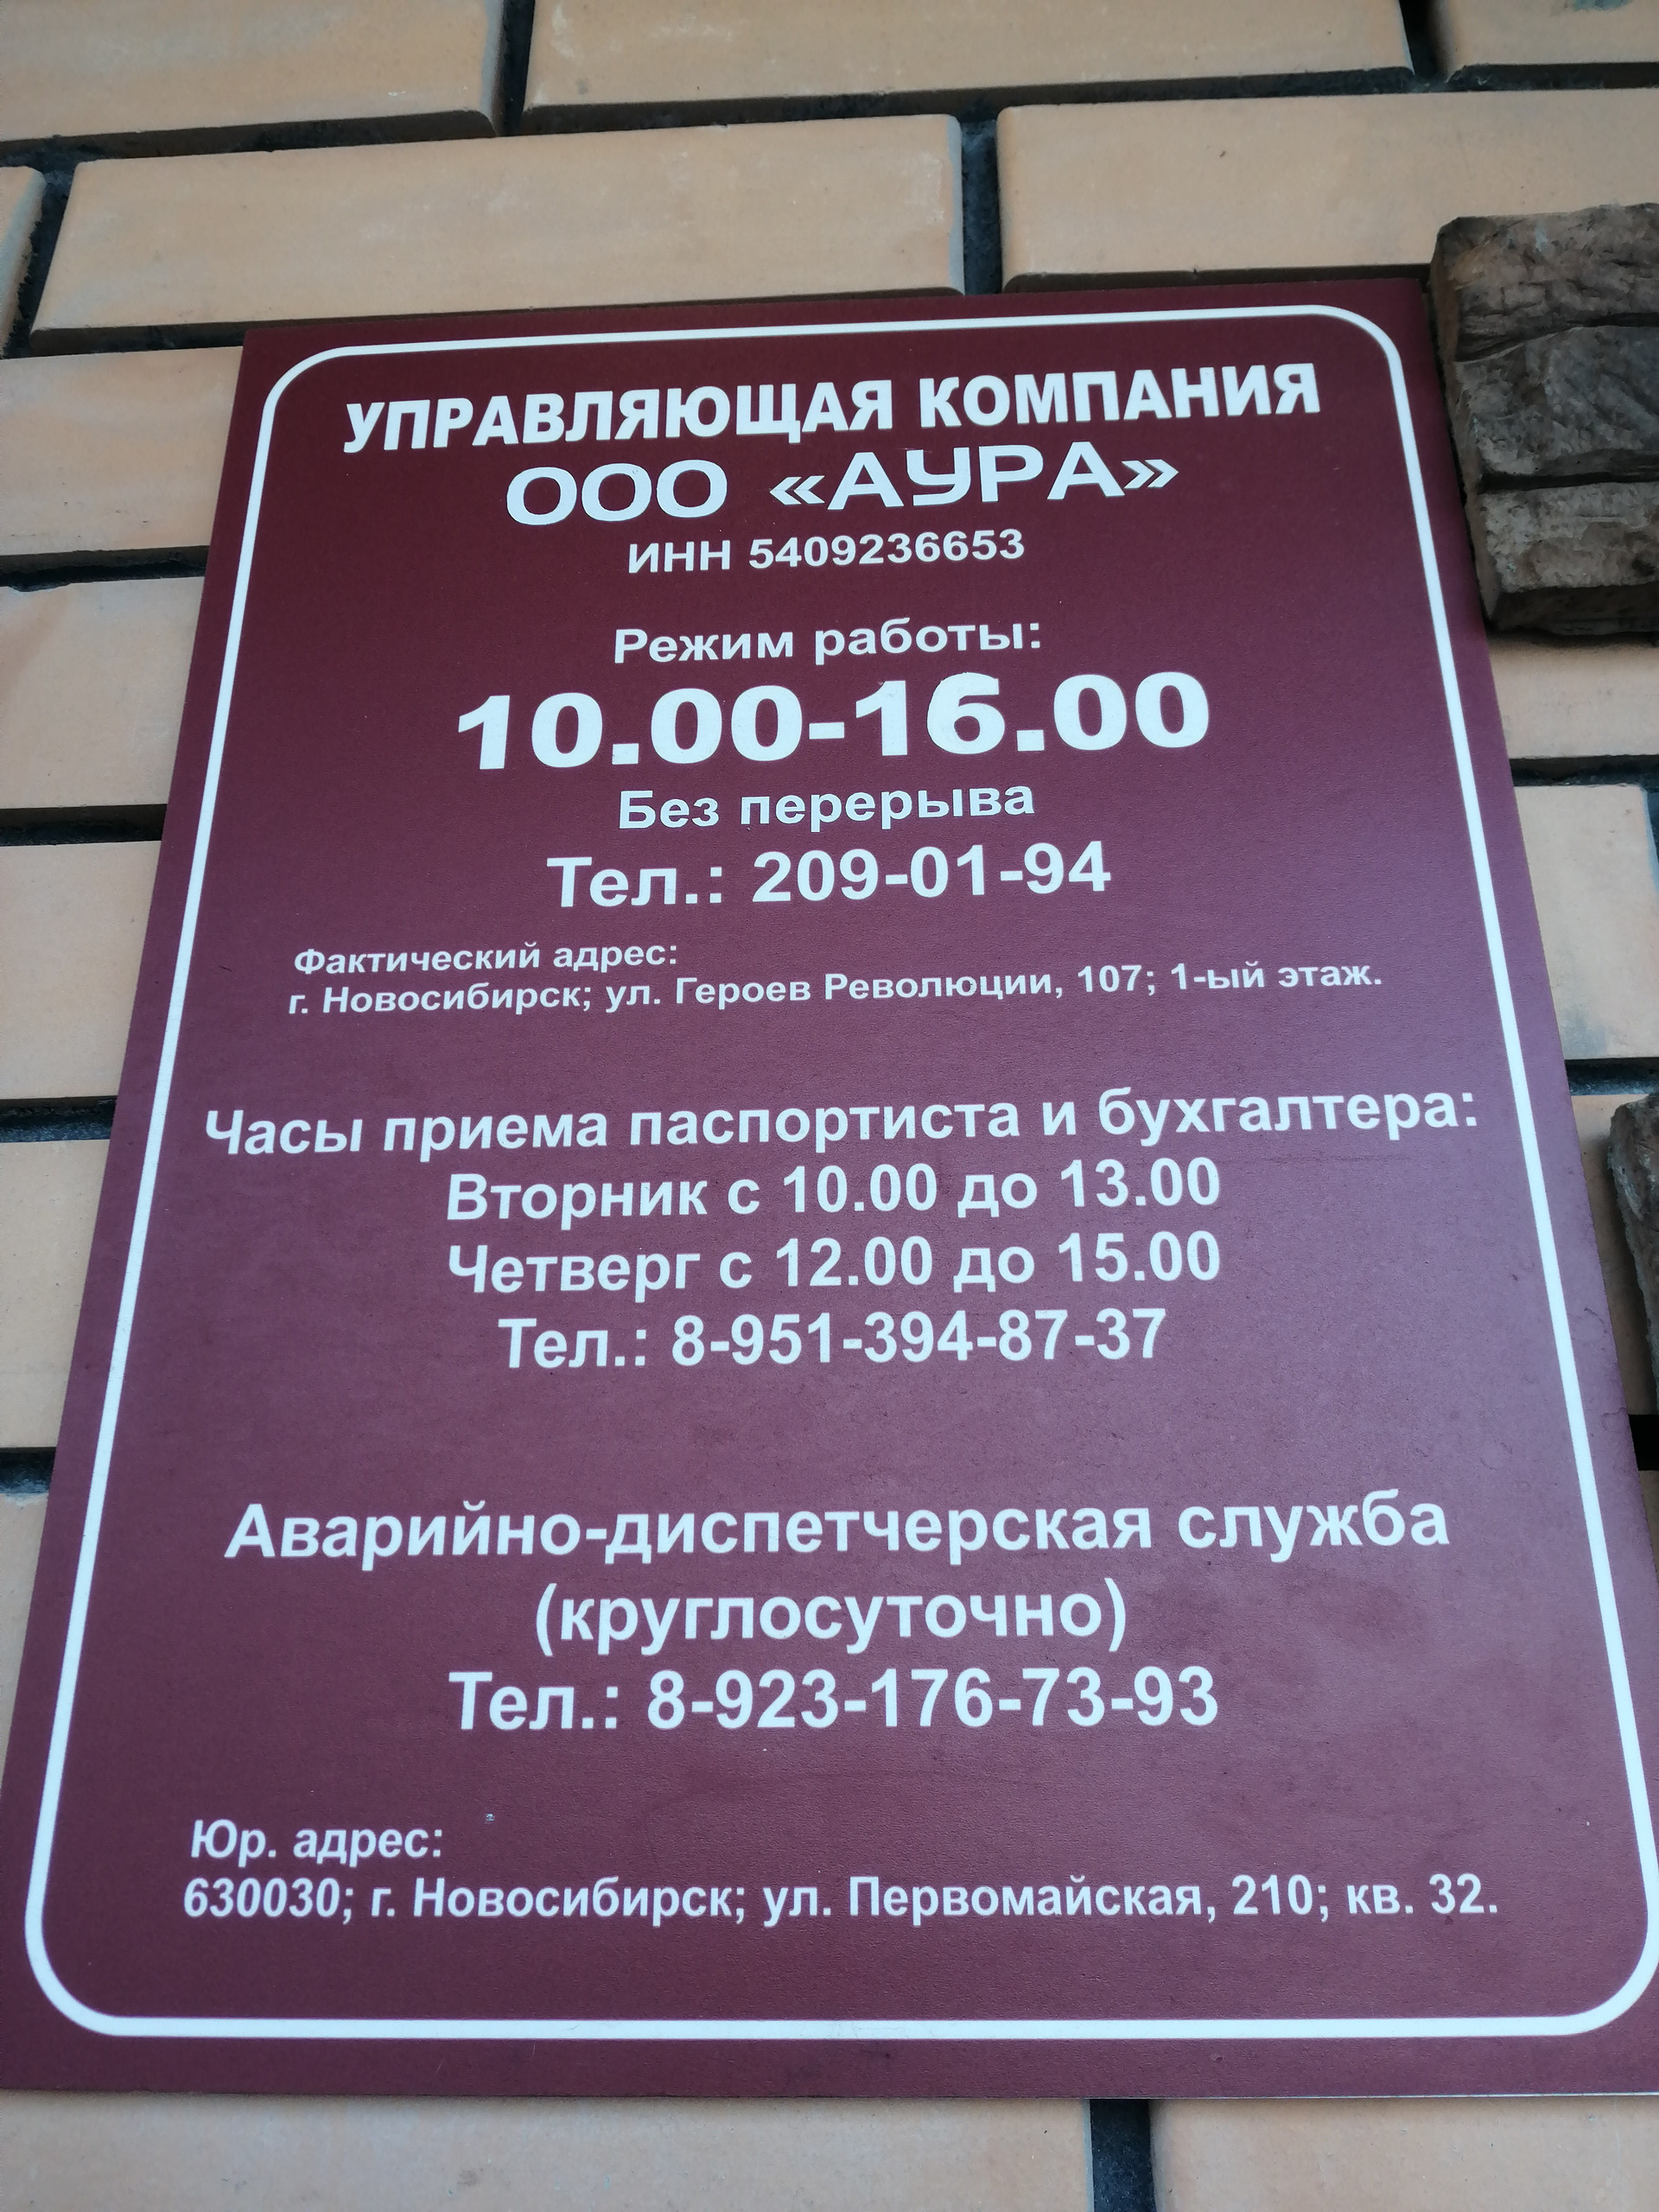 УПРАВЛЯЮЩАЯ КОМПАНИЯ
ООО «АУРА»
ИНН 5409236653
Режим работы:
10.00-16.00
Без перерыва
Тел.: 209-01-94
Фактический адрес:
г. Новосибирск; ул. Героев Революции, 107; 1-ый этаж.
Часы приема паспортиста и бухгалтера:
Вторник с 10.00 до 13.00
Четверг с 12.00 до 15.00
Тел.: 8-951-394-87-37
Аварийно-диспетчерская служба
(круглосуточно)
Тел.: 8-923-176-73-93
Юр. адрес:
630030; г. Новосибирск; ул. Первомайская, 210; кв. 32.